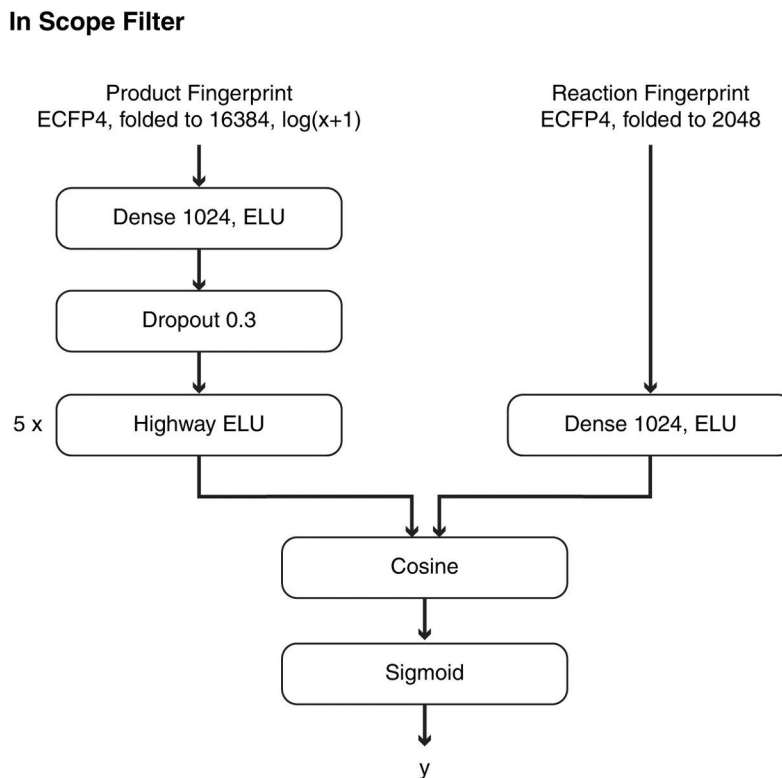 In Scope Filter
Product Fingerprint
ECFP4, folded to 16384, log(x+1)
Reaction Fingerprint
ECFP4, folded to 2048
Dense 1024, ELU
Dropout 0.3
5 x
Highway ELU
Dense 1024, ELU
Cosine
Sigmoid
y